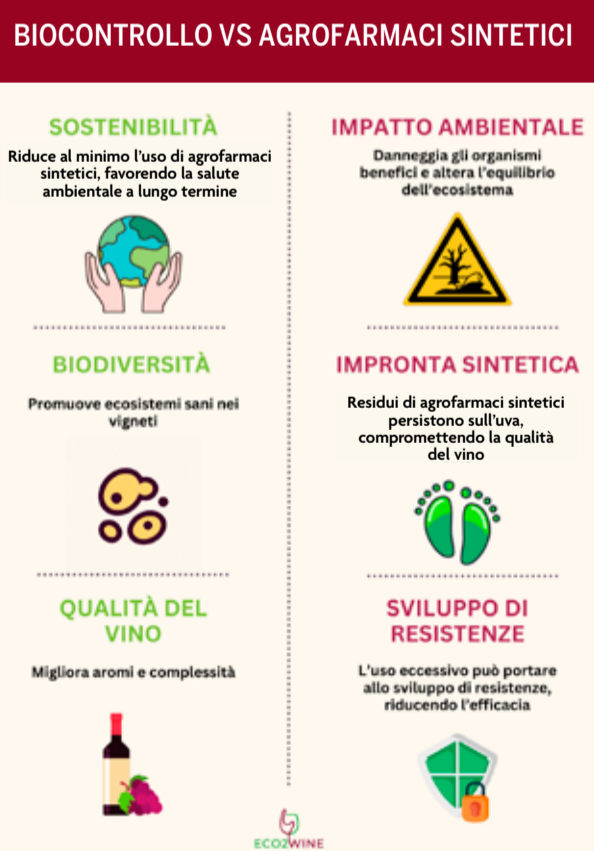 BIOCONTROLLO VS AGROFARMACI SINTETICI
SOSTENIBILITÀ
Riduce al minimo l’uso di agrofarmaci
sintetici, favorendo la salute
ambientale a lungo termine
BIODIVERSITÀ
Promuove ecosistemi sani nei
vigneti
QUALITÀ DEL
VINO
Migliora aromi e complessità
IMPATTO AMBIENTALE
Danneggia gli organismi
benefici e altera l’equilibrio
dell’ecosistema
IMPRONTA SINTETICA
Residui di agrofarmaci sintetici
persistono sull’uva,
compromettendo la qualità
del vino
SVILUPPO DI
RESISTENZE
L’uso eccessivo può portare
allo sviluppo di resistenze,
riducendo l’efficacia
ECO2WINE